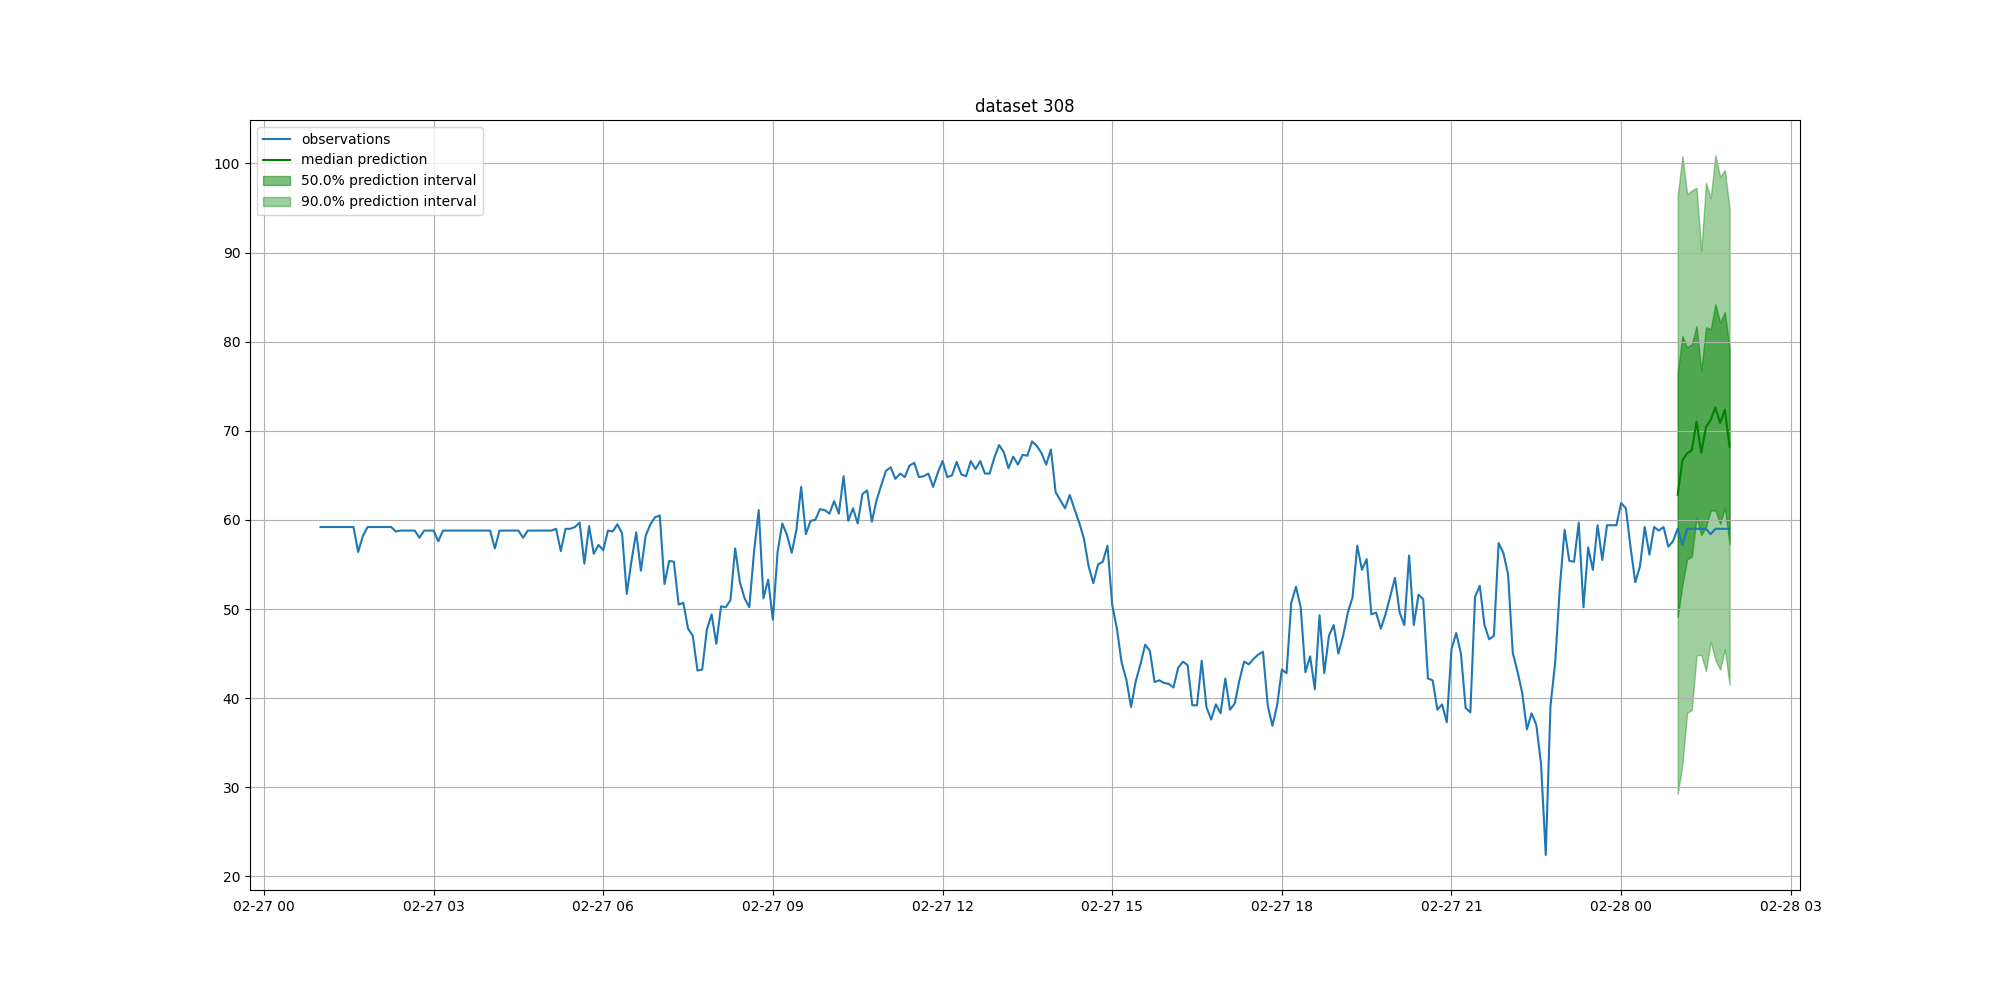 dataset 308
observations
median prediction
50.0% prediction interval
90.0% prediction interval
100
90
80
70
60
50
40
30
20
02-27 00 02-27 03 02-27 06 02-27 09 02-27 12 02-27 15 02-27 18 02-27 21 02-28 00 02-28 03